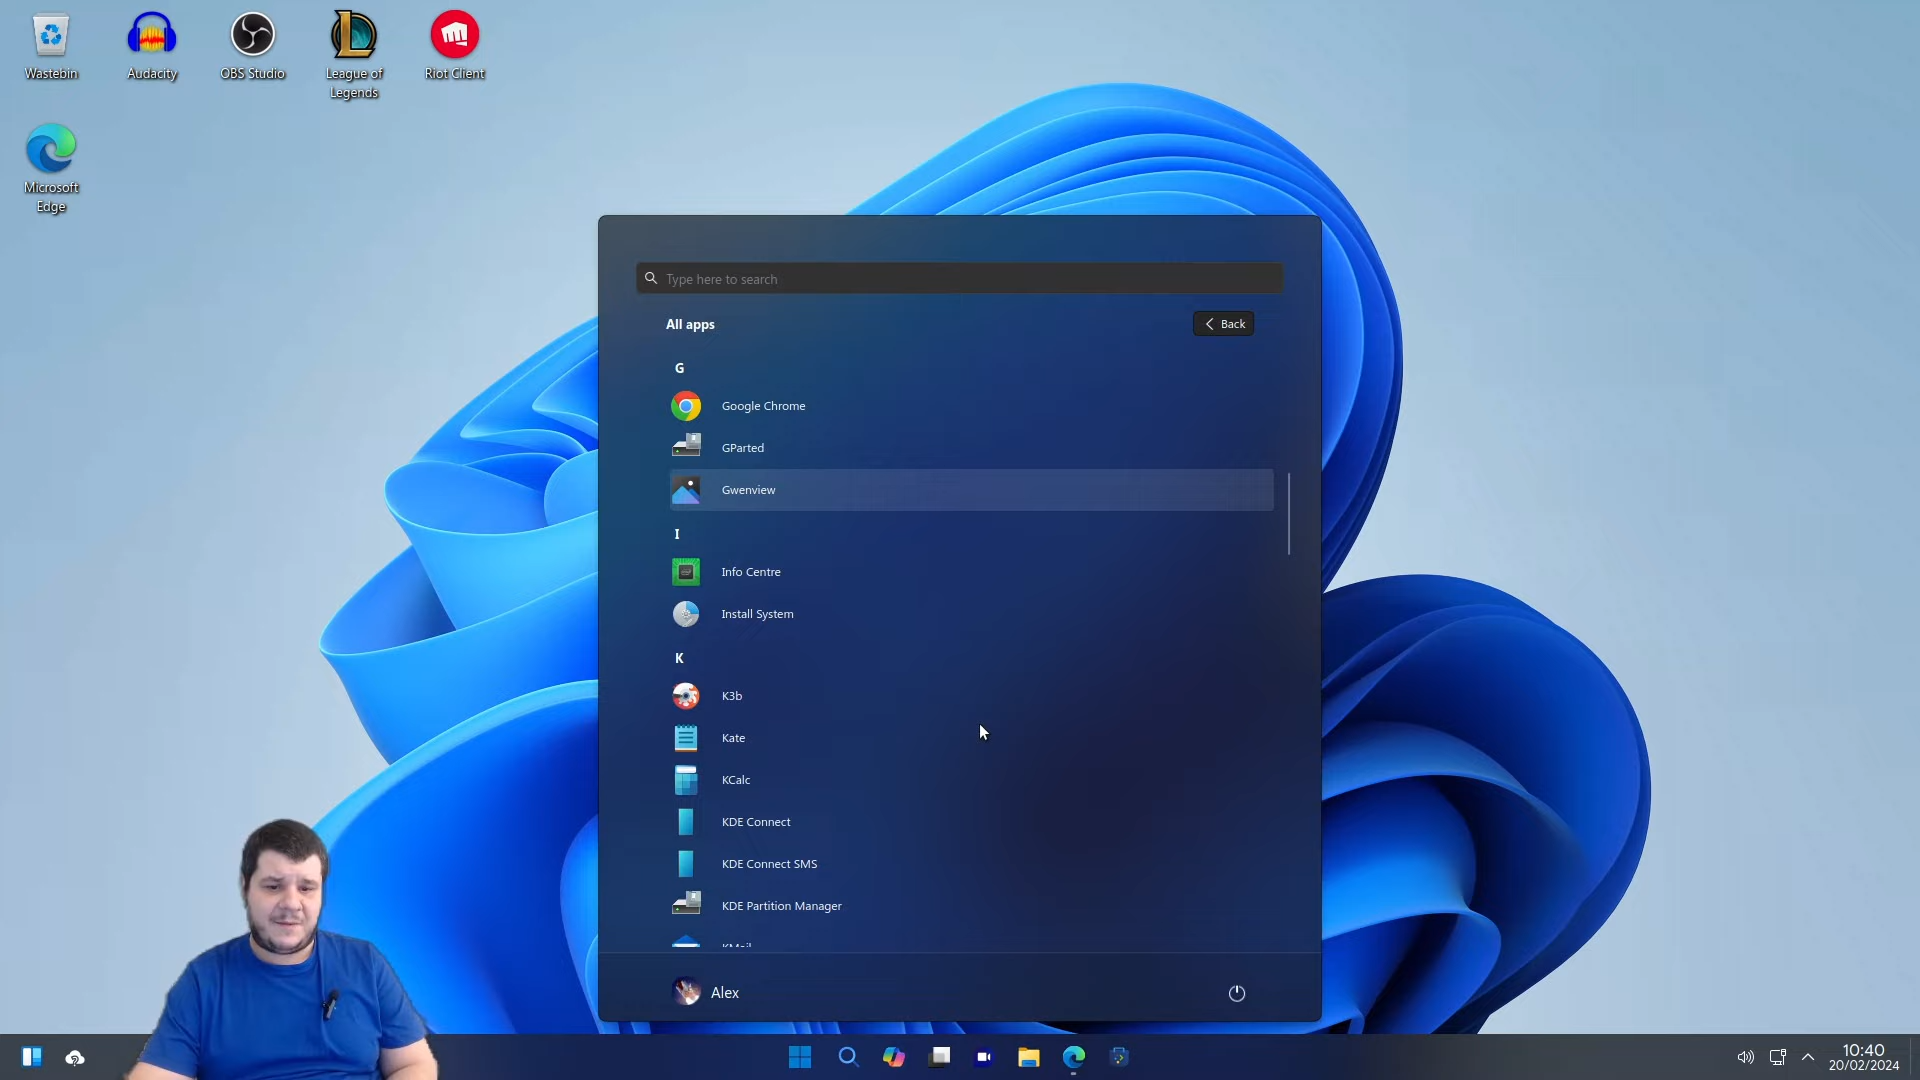 Wastebin
Audacity
OBS Studio
League of
Legends
Riot Client
Microsoft
Edge
Type here to search
All apps
Back
G
Google Chrome
GParted
Gwenview
I
Info Centre
Install System
K
K3b
Kate
KCalc
KDE Connect
KDE Connect SMS
KDE Partition Manager
KMail
Alex
10:40
20/02/2024